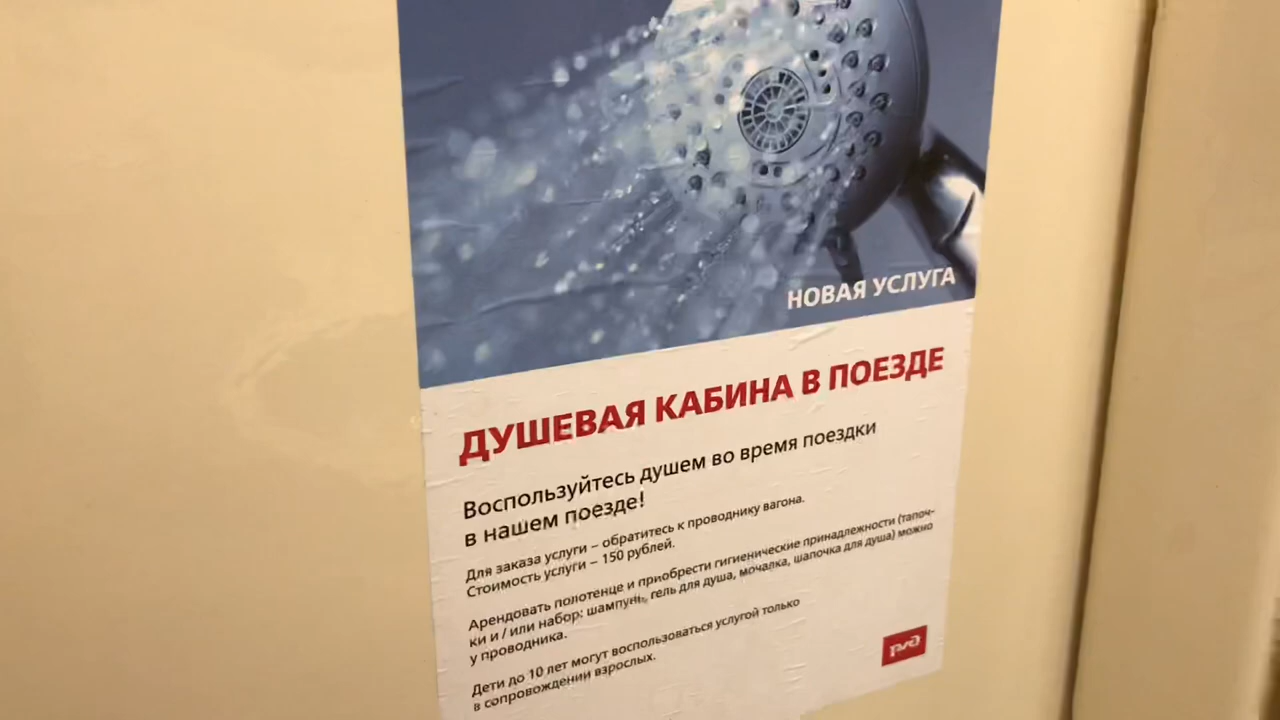 НОВАЯ УСЛУГА
ДУШЕВАЯ КАБИНА В ПОЕЗДЕ
Воспользуйтесь душем во время поездки
в нашем поезде!
Для заказа услуги – обратитесь к проводнику вагона.
Стоимость услуги – 150 рублей.
Арендовать полотенце и приобрести гигиенические принадлежности (тапоч-
ки и / или набор: шампунь, гель для душа, мочалка, шапочка для душа) можно
у проводника.
Дети до 10 лет могут воспользоваться услугой только
в сопровождении взрослых.
ржд